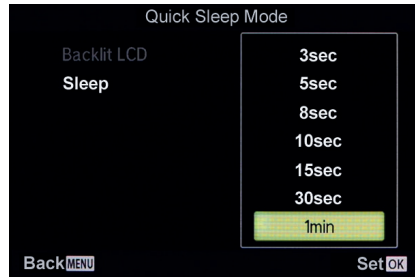 Quick Sleep Mode
Backlit LCD
3sec
Sleep
5sec
8sec
10sec
15sec
30sec
1min
Back MENU
Set OK